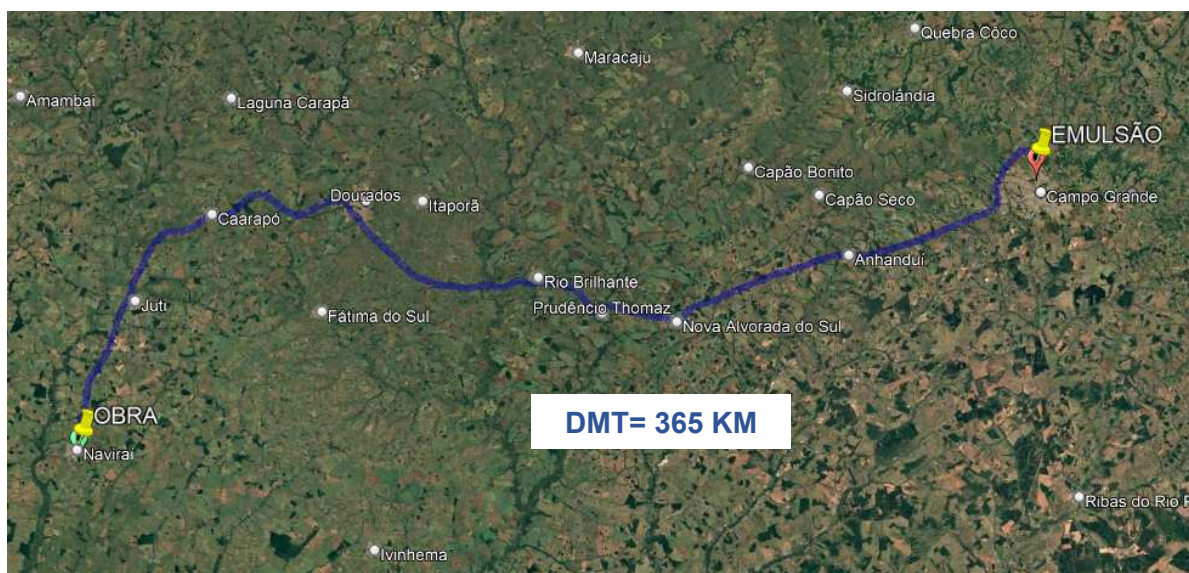 Quebra Côco
Maracaju
Amambai
Laguna Carapã
Sidrolândia
EMULSÃO
Capão Bonito
Campo Grande
Dourados
Itaporã
Capão Seco
Caarapó
Anhanduí
Rio Brilhante
Juti
Fátima do Sul
Prudêncio Thomaz
Nova Alvorada do Sul
OBRA
DMT= 365 KM
Naviraí
Ribas do Rio P
Ivinhema